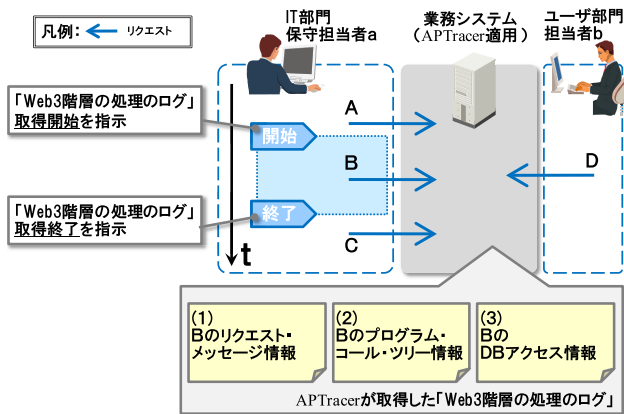 凡例：
リクエスト
IT部門
保守担当者a
業務システム
（APTracer適用）
ユーザ部門
担当者b
「Web3階層の処理のログ」
取得開始を指示
開始
A
B
D
「Web3階層の処理のログ」
取得終了を指示
終了
C
t
(1)
Bのリクエスト・
メッセージ情報
(2)
Bのプログラム・
コール・ツリー情報
(3)
Bの
DBアクセス情報
APTracerが取得した「Web3階層の処理のログ」